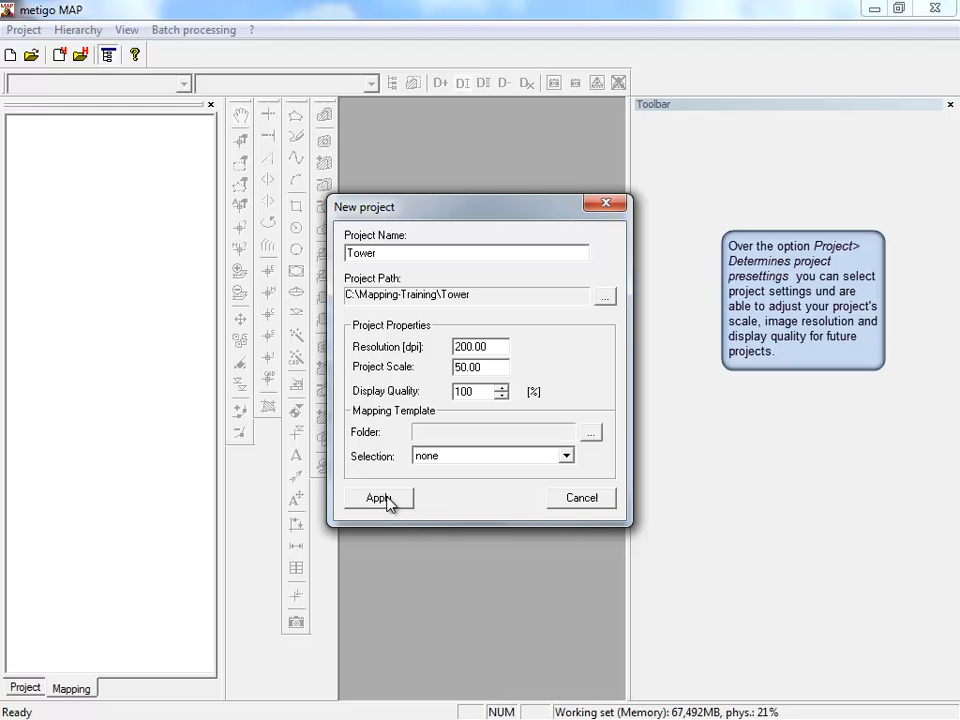 metigo MAP
Project Hierarchy View Batch processing ?
D+ DI D- Dx
Toolbar
New project
Project Name:
Tower
Project Path:
C:\Mapping-Training\Tower
...
Project Properties
Resolution [dpi]: 200.00
Project Scale: 50.00
Display Quality: 100 [%]
Mapping Template
Folder: ...
Selection: none
Apply Cancel
Over the option Project>
Determines project
presettings you can select
project settings und are
able to adjust your project's
scale, image resolution and
display quality for future
projects.
Project Mapping
Ready NUM Working set (Memory): 67,492MB, phys.: 21%